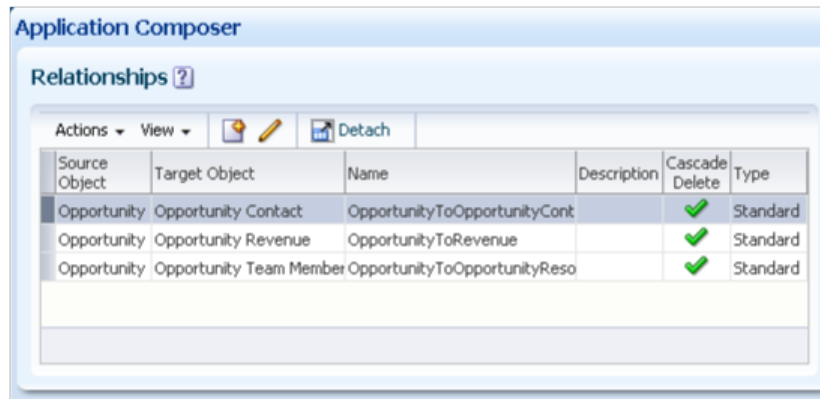 Application Composer
Relationships ?
Actions View Detach
Source Object Target Object Name Description Cascade Delete Type
Opportunity Opportunity Contact OpportunityToOpportunityCont Standard
Opportunity Opportunity Revenue OpportunityToRevenue Standard
Opportunity Opportunity Team Member OpportunityToOpportunityReso Standard